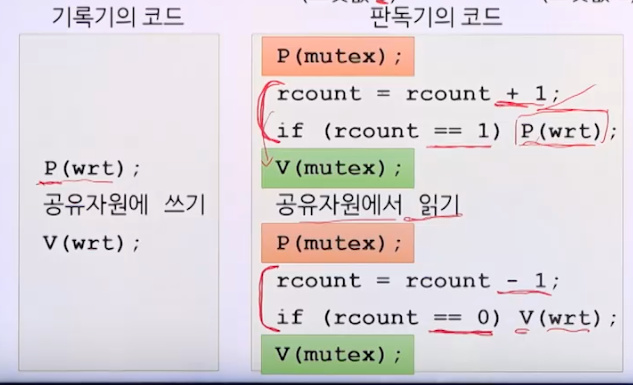 기록기의 코드
P(wrt);
공유자원에 쓰기
V(wrt);
판독기의 코드
P(mutex);
rcount = rcount + 1;
if (rcount == 1) P(wrt);
V(mutex);
공유자원에서 읽기
P(mutex);
rcount = rcount - 1;
if (rcount == 0) V(wrt);
V(mutex);